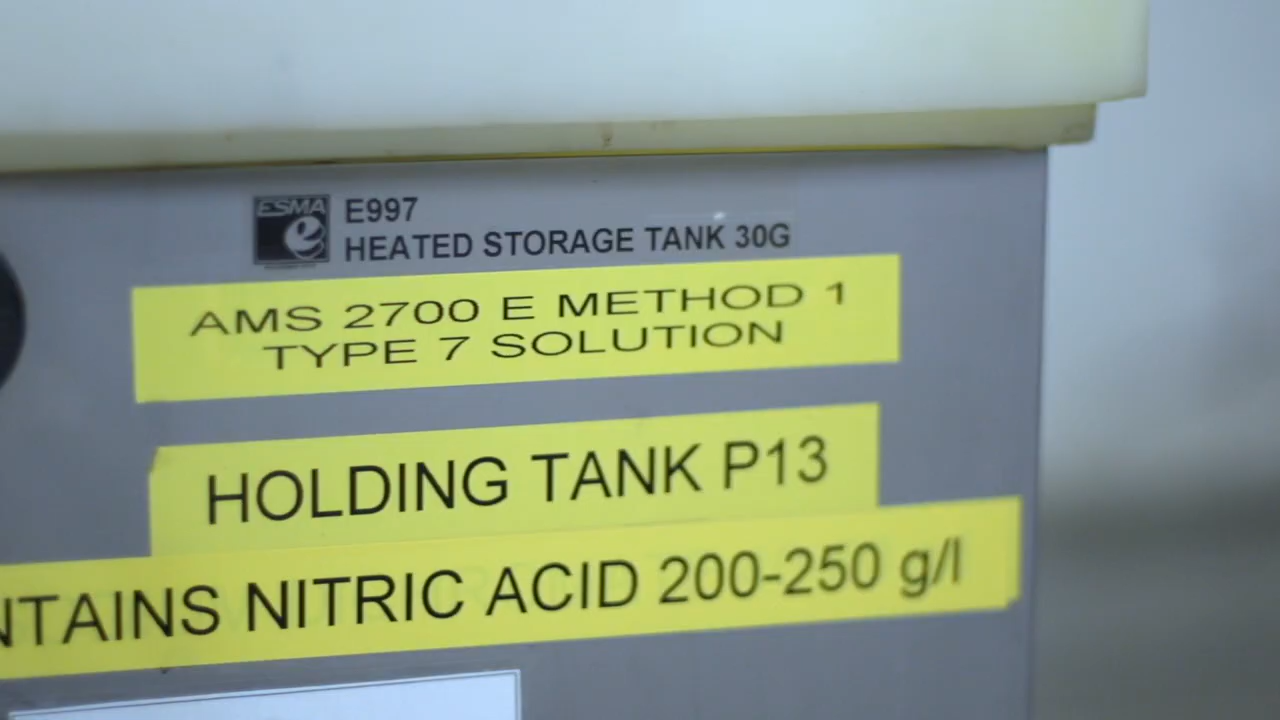 ESMA
e
E997
HEATED STORAGE TANK 30G
AMS 2700 E METHOD 1
TYPE 7 SOLUTION
HOLDING TANK P13
NTAINS NITRIC ACID 200-250 g/l